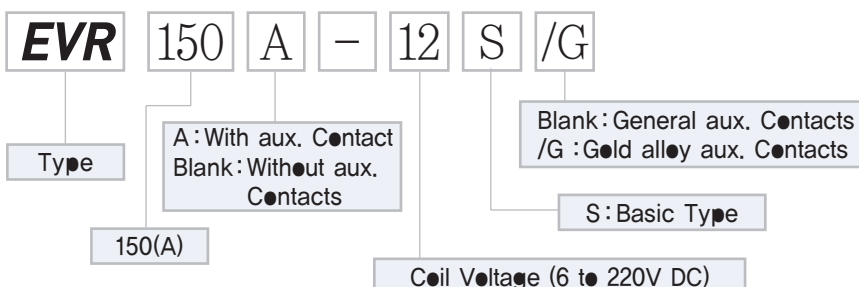 EVR 150 A - 12 S /G
A : With aux. Contact
Blank : Without aux.
Contacts
Blank : General aux. Contacts
/G : Gold alloy aux. Contacts
Type
S : Basic Type
150(A)
Coil Voltage (6 to 220V DC)